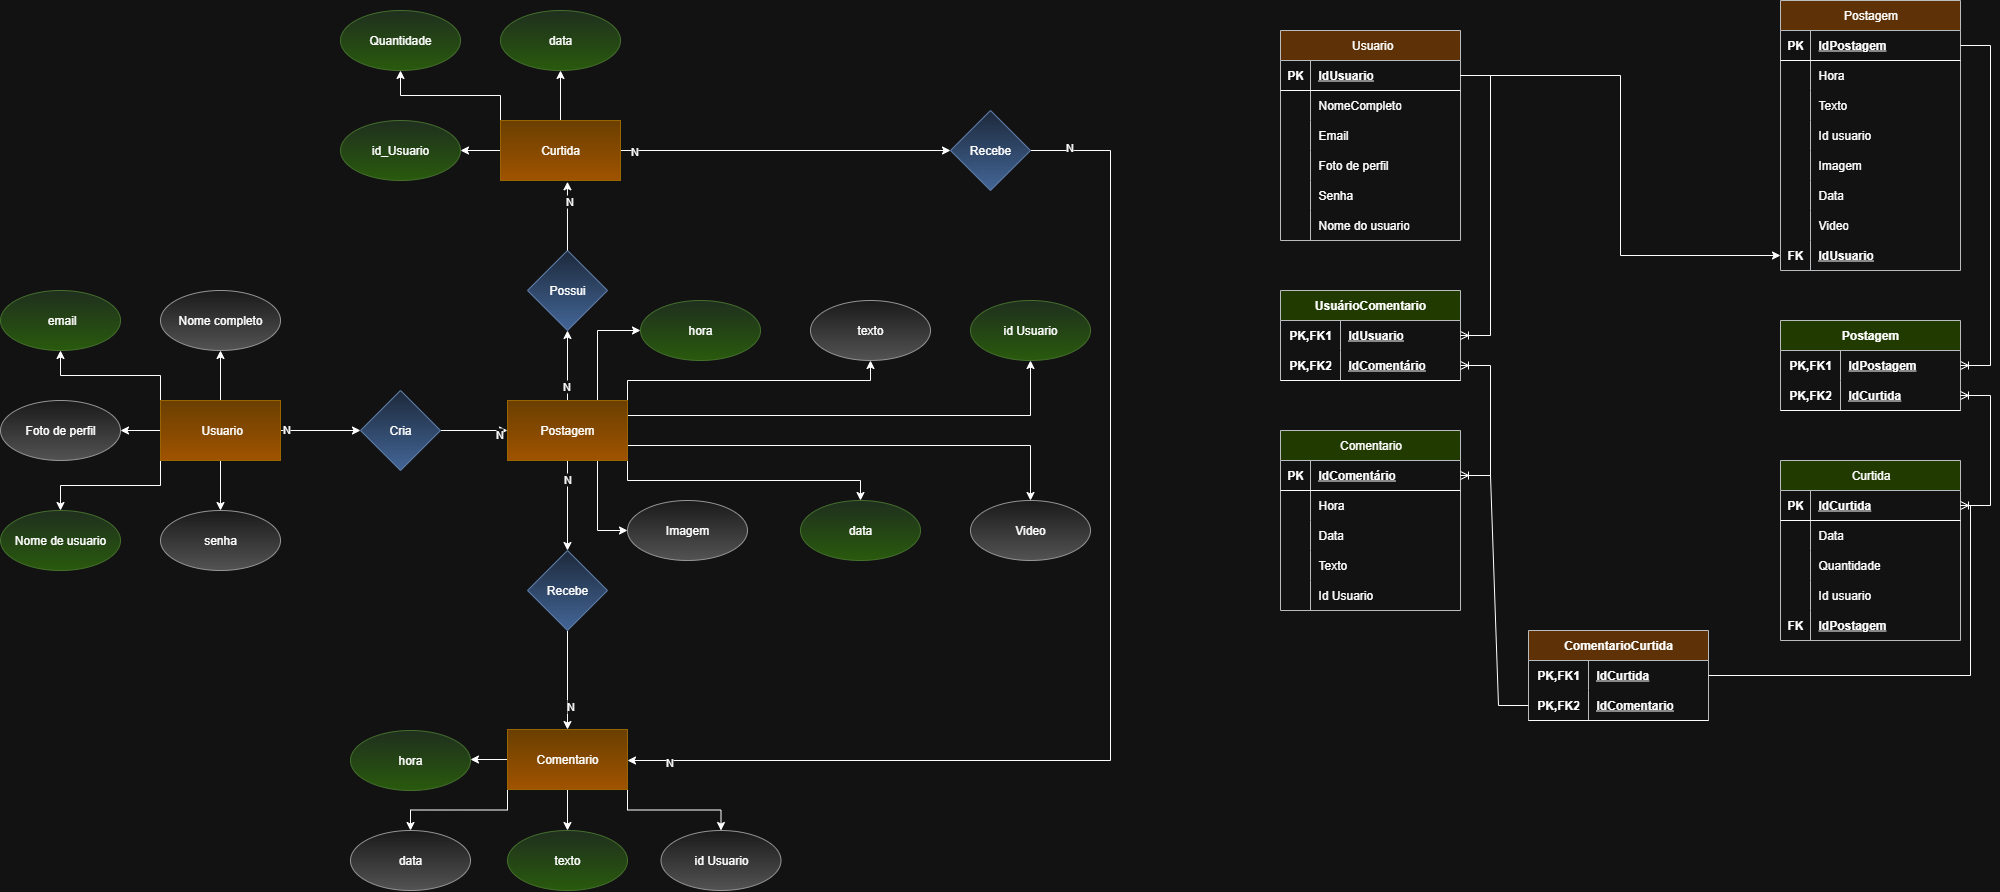 Quantidade
data
id_Usuario
Curtida
N
Recebe
N
N
Possui
N
email
Nome completo
hora
texto
id Usuario
Foto de perfil
Usuario
N
Cria
N
Postagem
N
Nome de usuario
senha
Imagem
data
Video
Recebe
N
hora
Comentario
N
data
texto
id Usuario
Usuario
PK IdUsuario
NomeCompleto
Email
Foto de perfil
Senha
Nome do usuario
UsuárioComentario
PK,FK1 IdUsuario
PK,FK2 IdComentário
Comentario
PK IdComentário
Hora
Data
Texto
Id Usuario
ComentarioCurtida
PK,FK1 IdCurtida
PK,FK2 IdComentario
Postagem
PK IdPostagem
Hora
Texto
Id usuario
Imagem
Data
Video
FK IdUsuario
Postagem
PK,FK1 IdPostagem
PK,FK2 IdCurtida
Curtida
PK IdCurtida
Data
Quantidade
Id usuario
FK IdPostagem